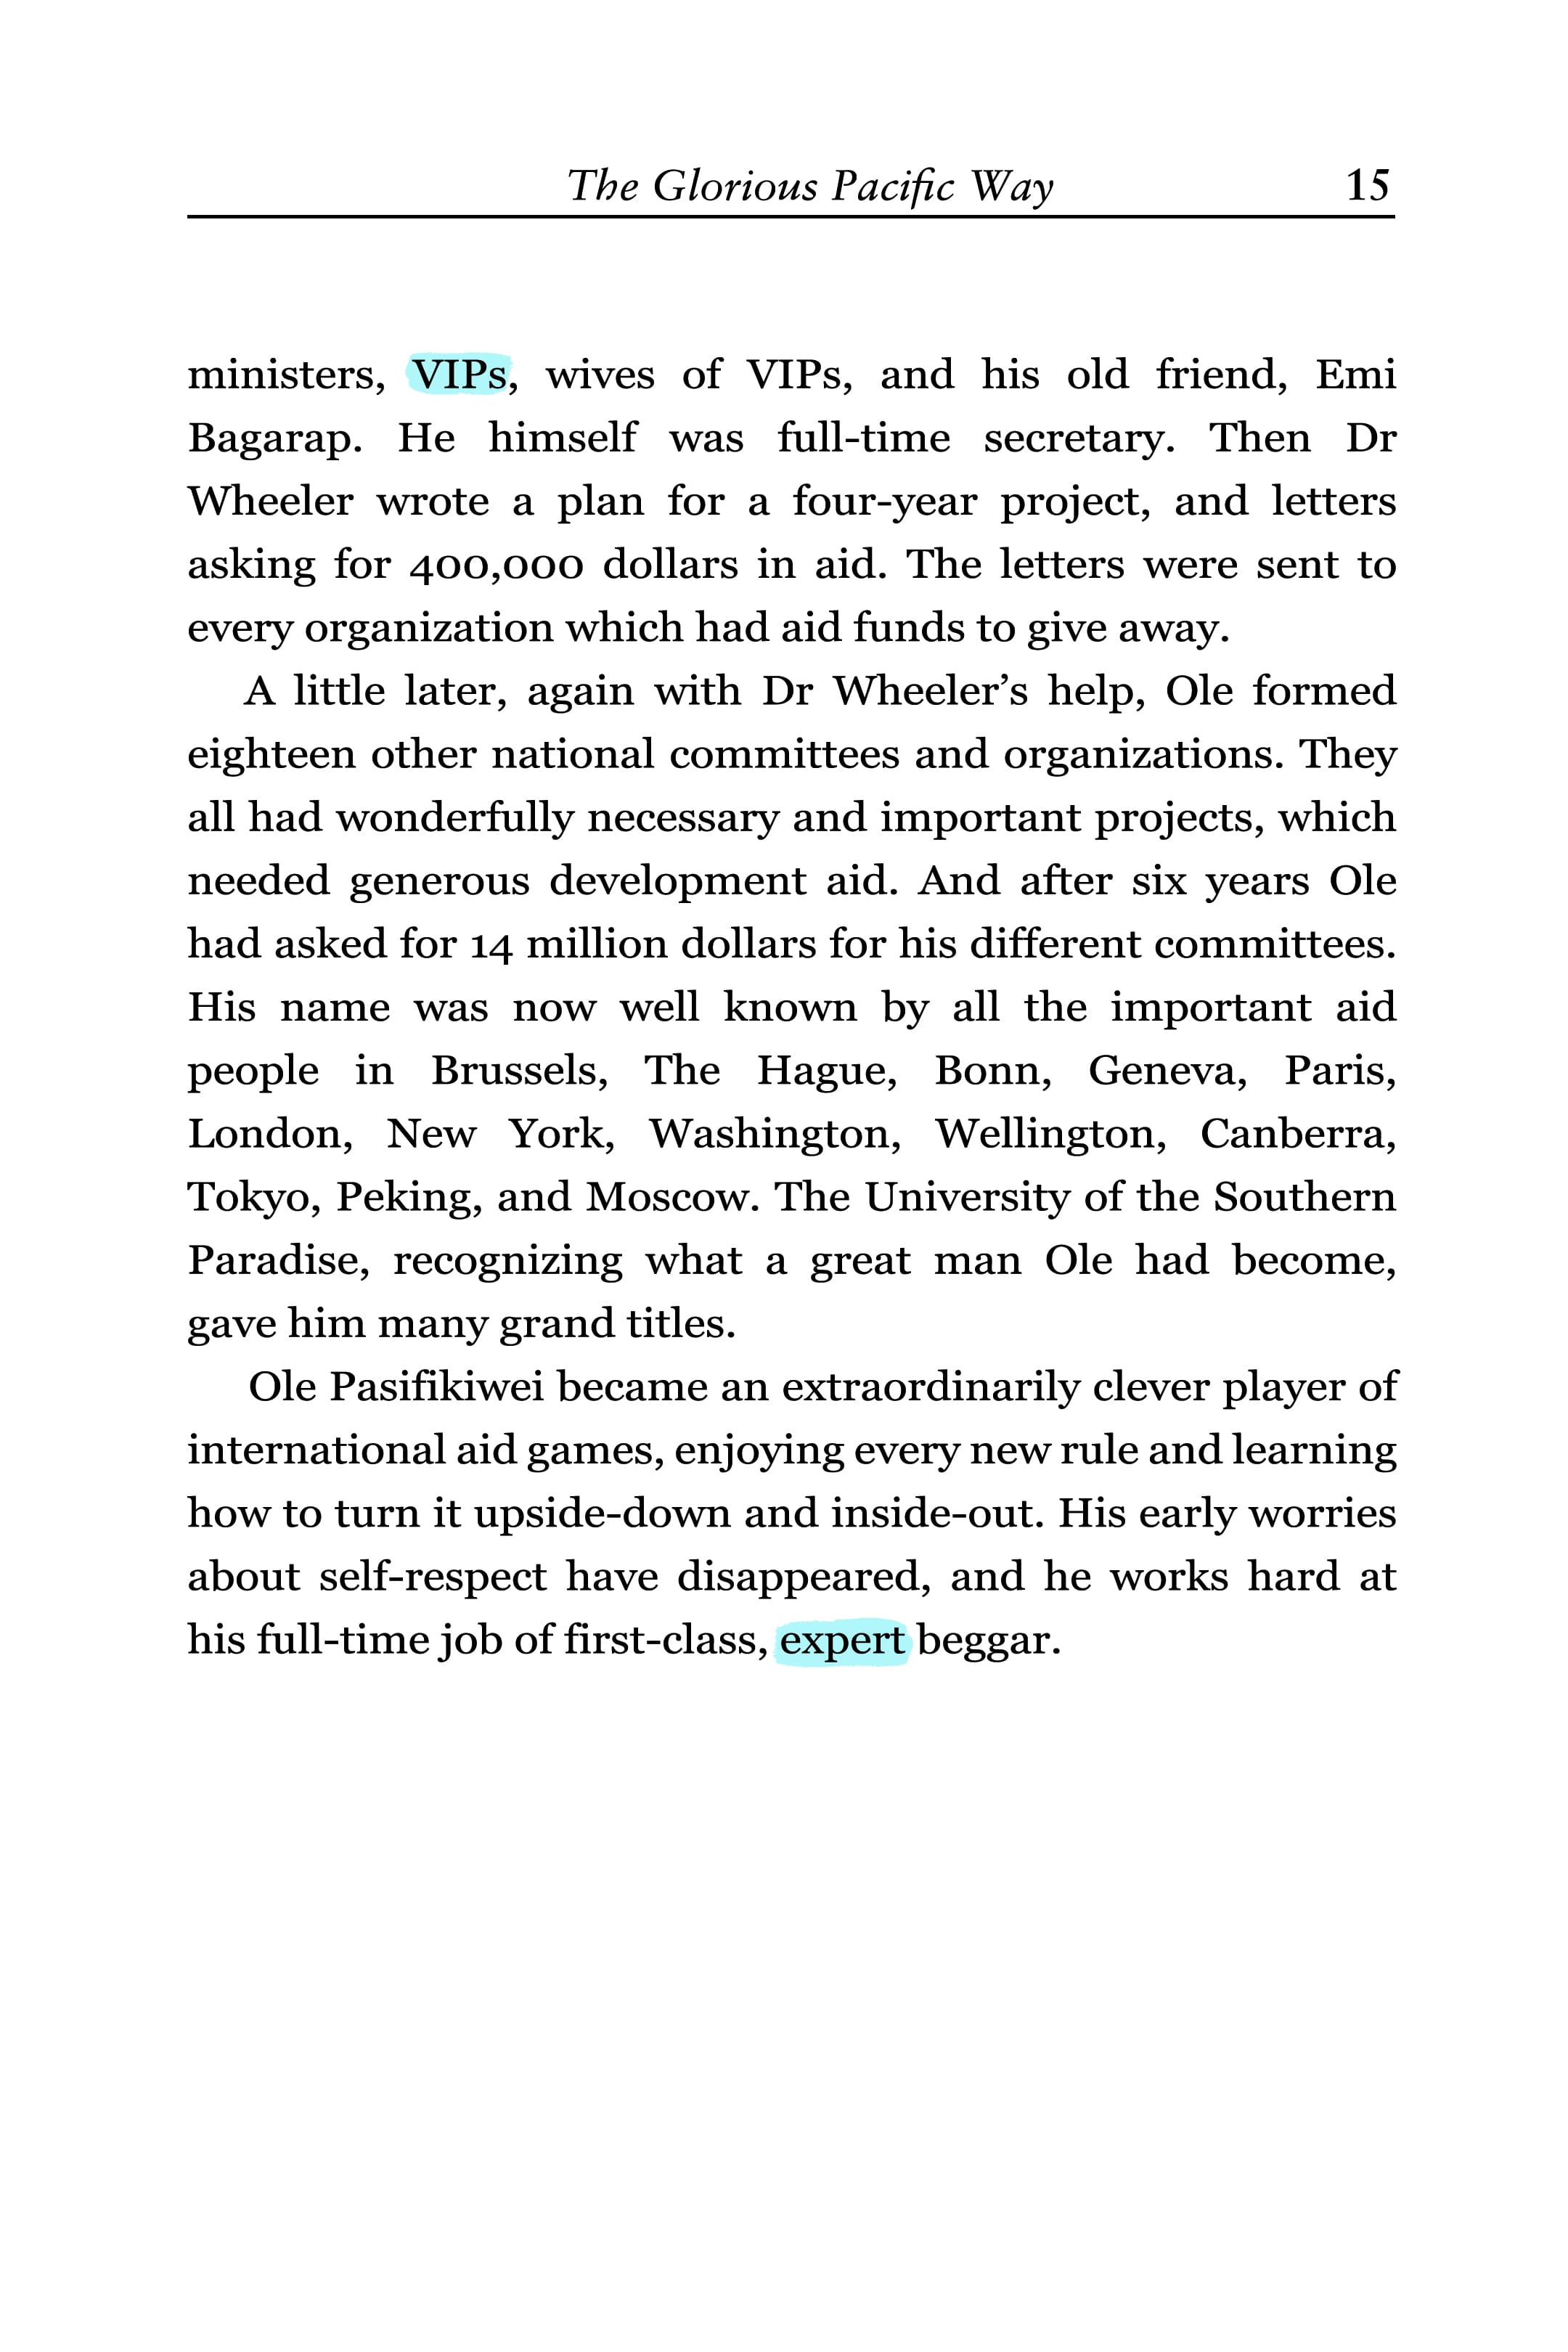 The Glorious Pacific Way 15
ministers, VIPs, wives of VIPs, and his old friend, Emi
Bagarap. He himself was full-time secretary. Then Dr
Wheeler wrote a plan for a four-year project, and letters
asking for 400,000 dollars in aid. The letters were sent to
every organization which had aid funds to give away.
A little later, again with Dr Wheeler’s help, Ole formed
eighteen other national committees and organizations. They
all had wonderfully necessary and important projects, which
needed generous development aid. And after six years Ole
had asked for 14 million dollars for his different committees.
His name was now well known by all the important aid
people in Brussels, The Hague, Bonn, Geneva, Paris,
London, New York, Washington, Wellington, Canberra,
Tokyo, Peking, and Moscow. The University of the Southern
Paradise, recognizing what a great man Ole had become,
gave him many grand titles.
Ole Pasifikiwei became an extraordinarily clever player of
international aid games, enjoying every new rule and learning
how to turn it upside-down and inside-out. His early worries
about self-respect have disappeared, and he works hard at
his full-time job of first-class, expert beggar.